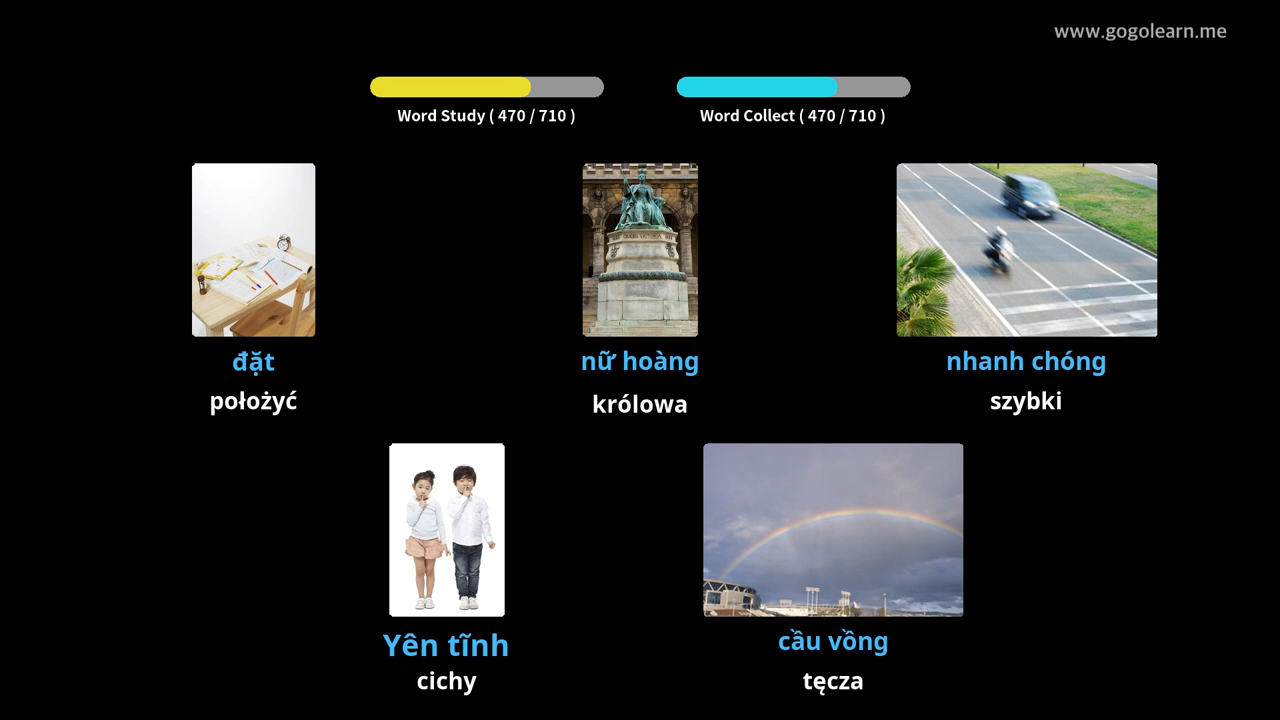 www.gogolearn.me
Word Study ( 470 / 710 )
Word Collect ( 470 / 710 )
đặt
nữ hoàng
nhanh chóng
położyć
królowa
szybki
Yên tĩnh
cầu vồng
cichy
tęcza